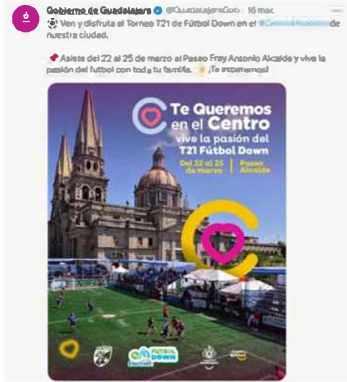 Gobierno de Guadalajara @GuadalajaraGob · 16 mar.
Ven y disfruta el Torneo T21 de Fútbol Down en el de
nuestra ciudad.
Asiste del 22 al 25 de marzo al Paseo Fray Antonio Alcalde y vive la
pasión del futbol con toda tu familia. ¡Te esperamos!
Te Queremos
en el Centro
vive la pasión del
T21 Fútbol Down
Del 22 al 25
de marzo
Paseo
Alcalde
FUTBOL
DOWN